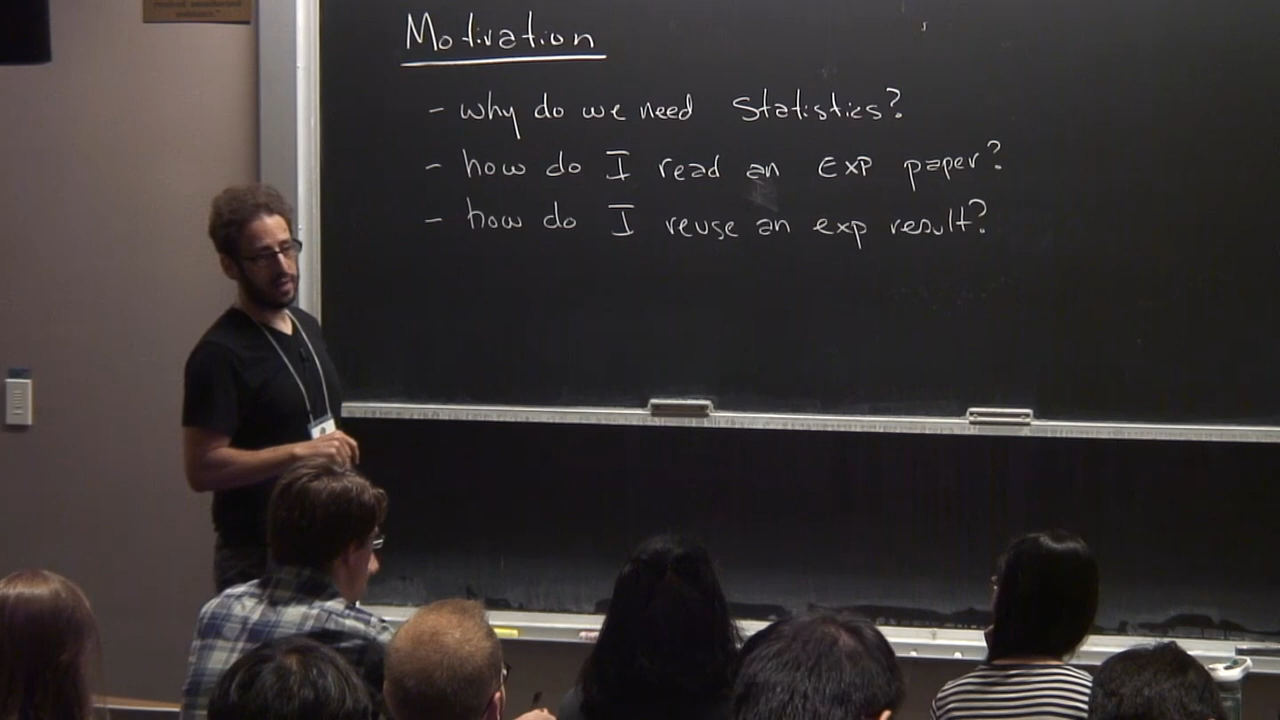 Motivation
- why do we need statistics?
- how do I read an EXP paper?
- how do I reuse an exp result?